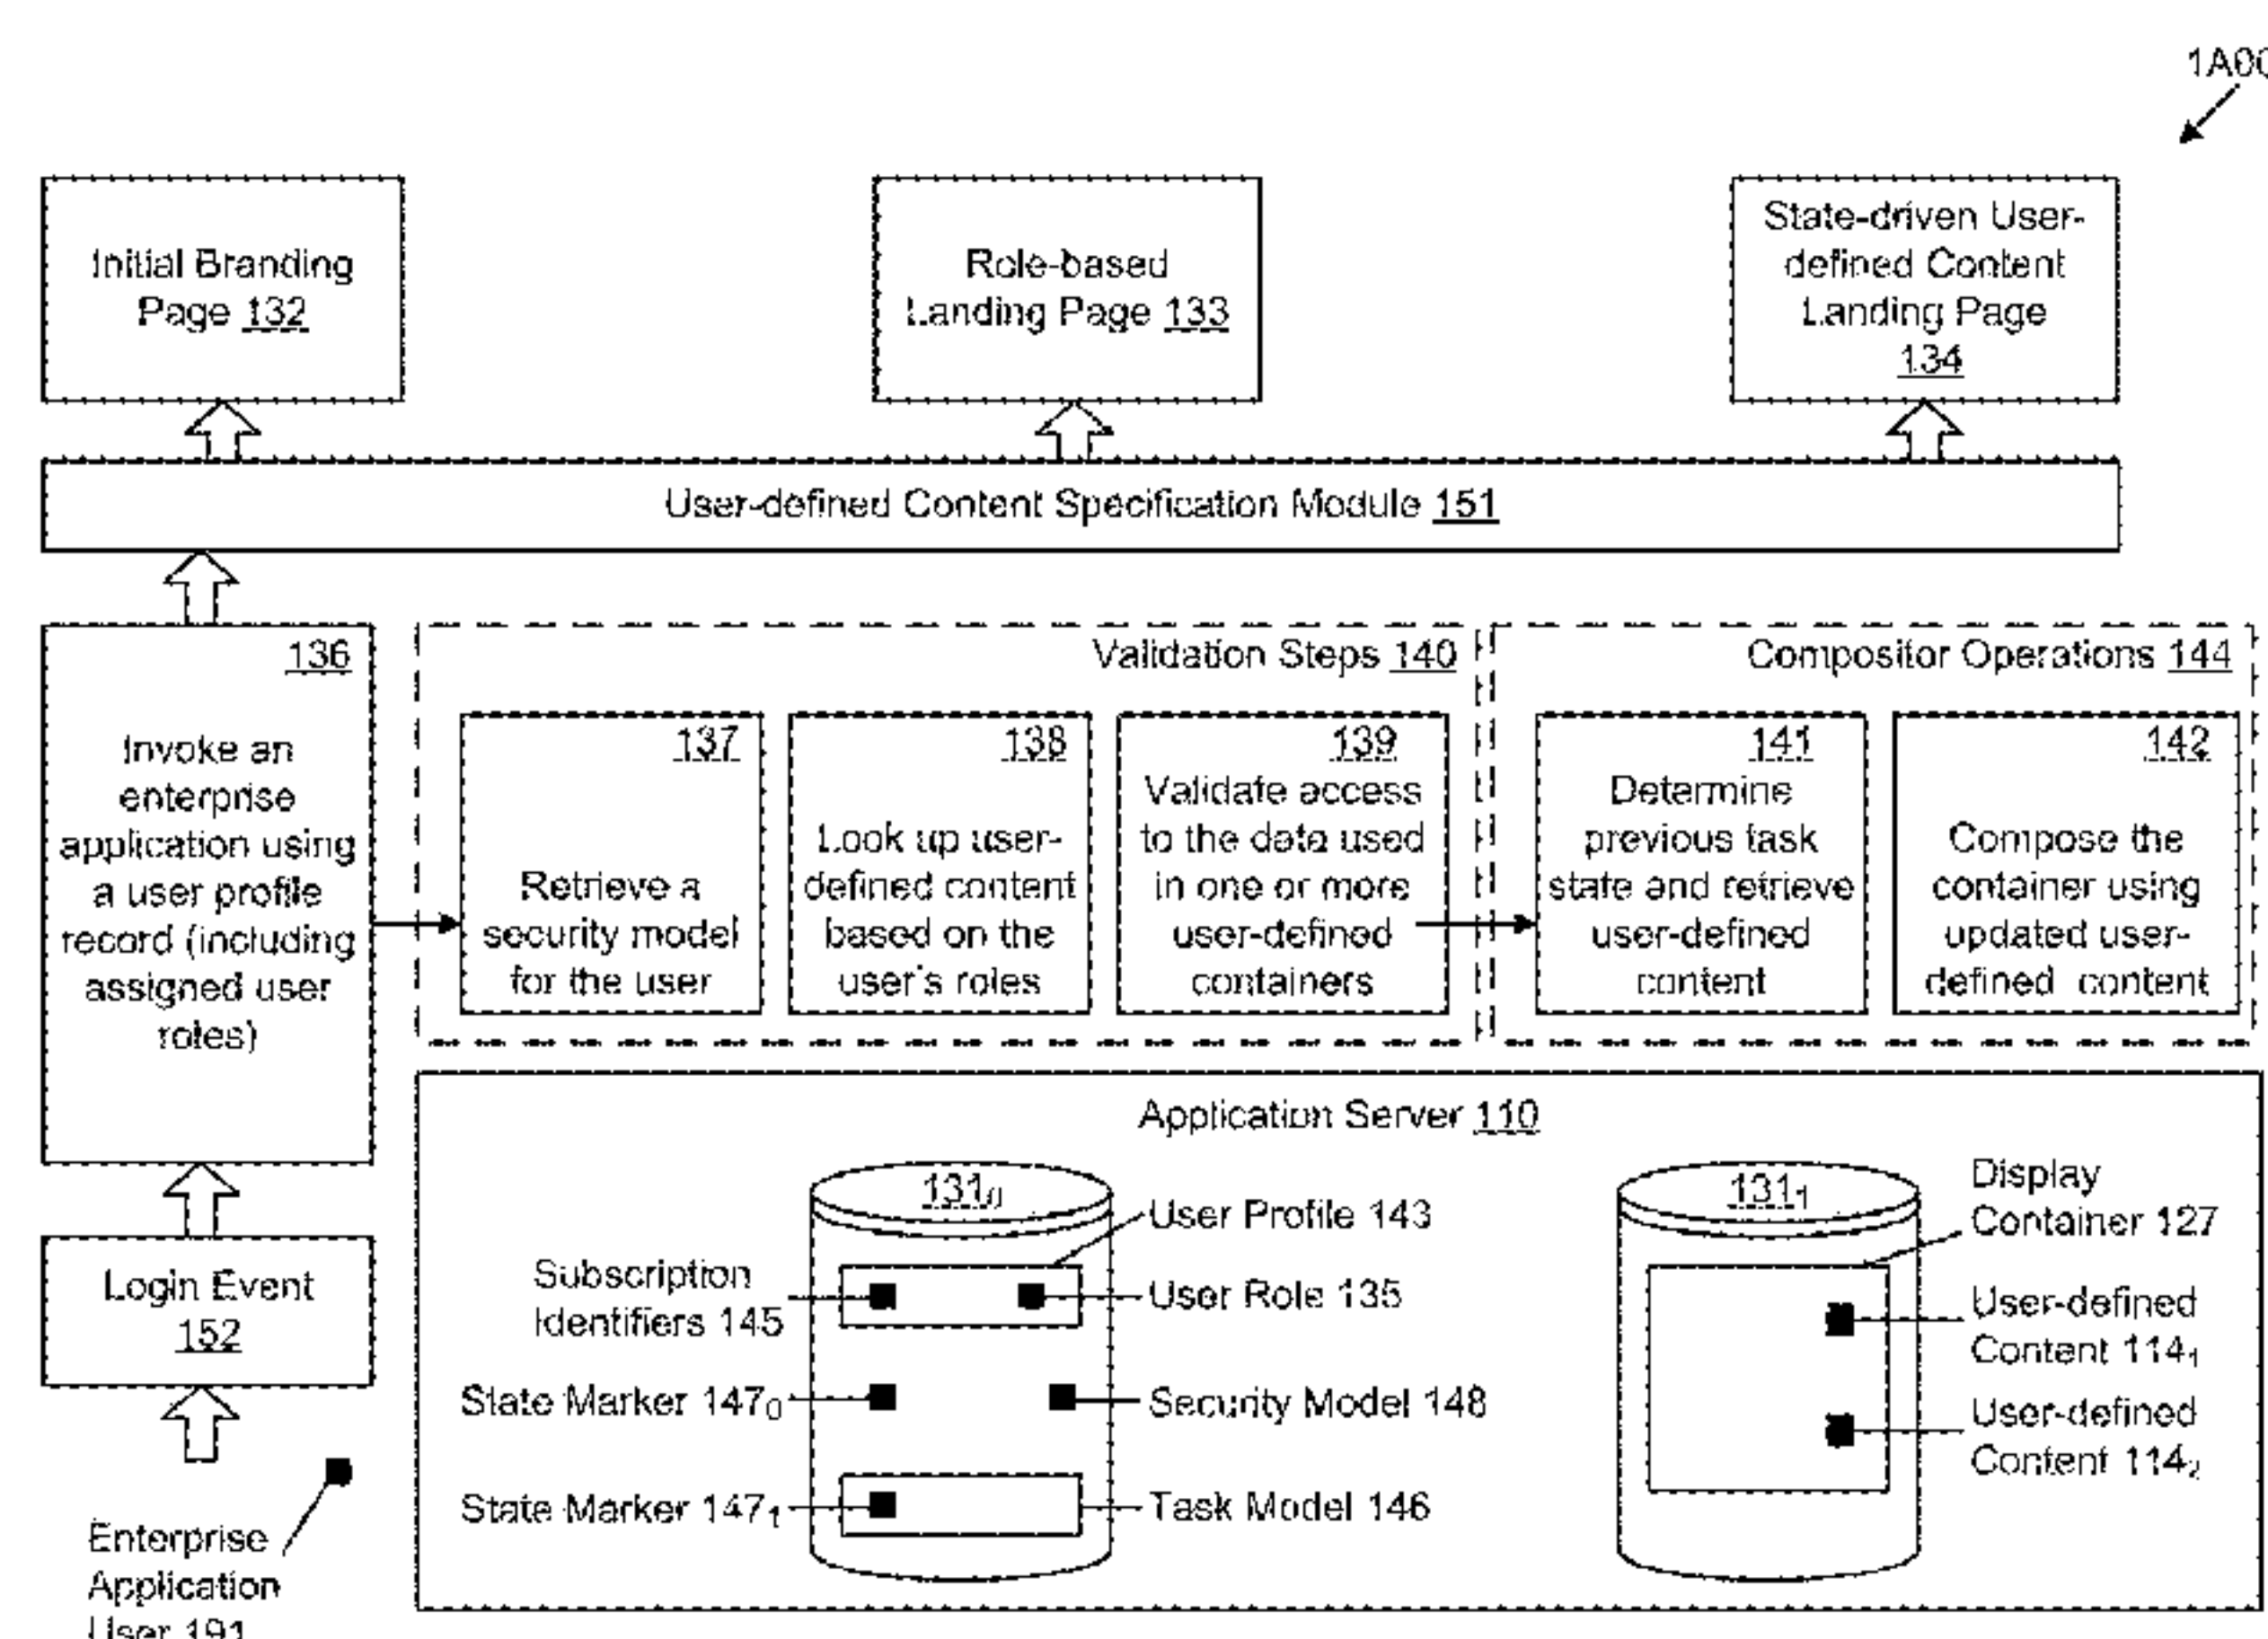 1A00
Initial Branding
Page 132
Role-based
Landing Page 133
State-driven User-
defined Content
Landing Page
134
User-defined Content Specification Module 151
136
Invoke an
enterprise
application using
a user profile
record (including
assigned user
roles)
Validation Steps 140
137
Retrieve a
security model
for the user
138
Look up user-
defined content
based on the
user's roles
139
Validate access
to the data used
in one or more
user-defined
containers
Compositor Operations 144
141
Determine
previous task
state and retrieve
user-defined
content
142
Compose the
container using
updated user-
defined content
Login Event
152
Enterprise
Application
User 191
Application Server 110
131₀
User Profile 143
Subscription
Identifiers 145
User Role 135
State Marker 147₀
Security Model 148
State Marker 147₁
Task Model 146
131₁
Display
Container 127
User-defined
Content 114₁
User-defined
Content 114₂